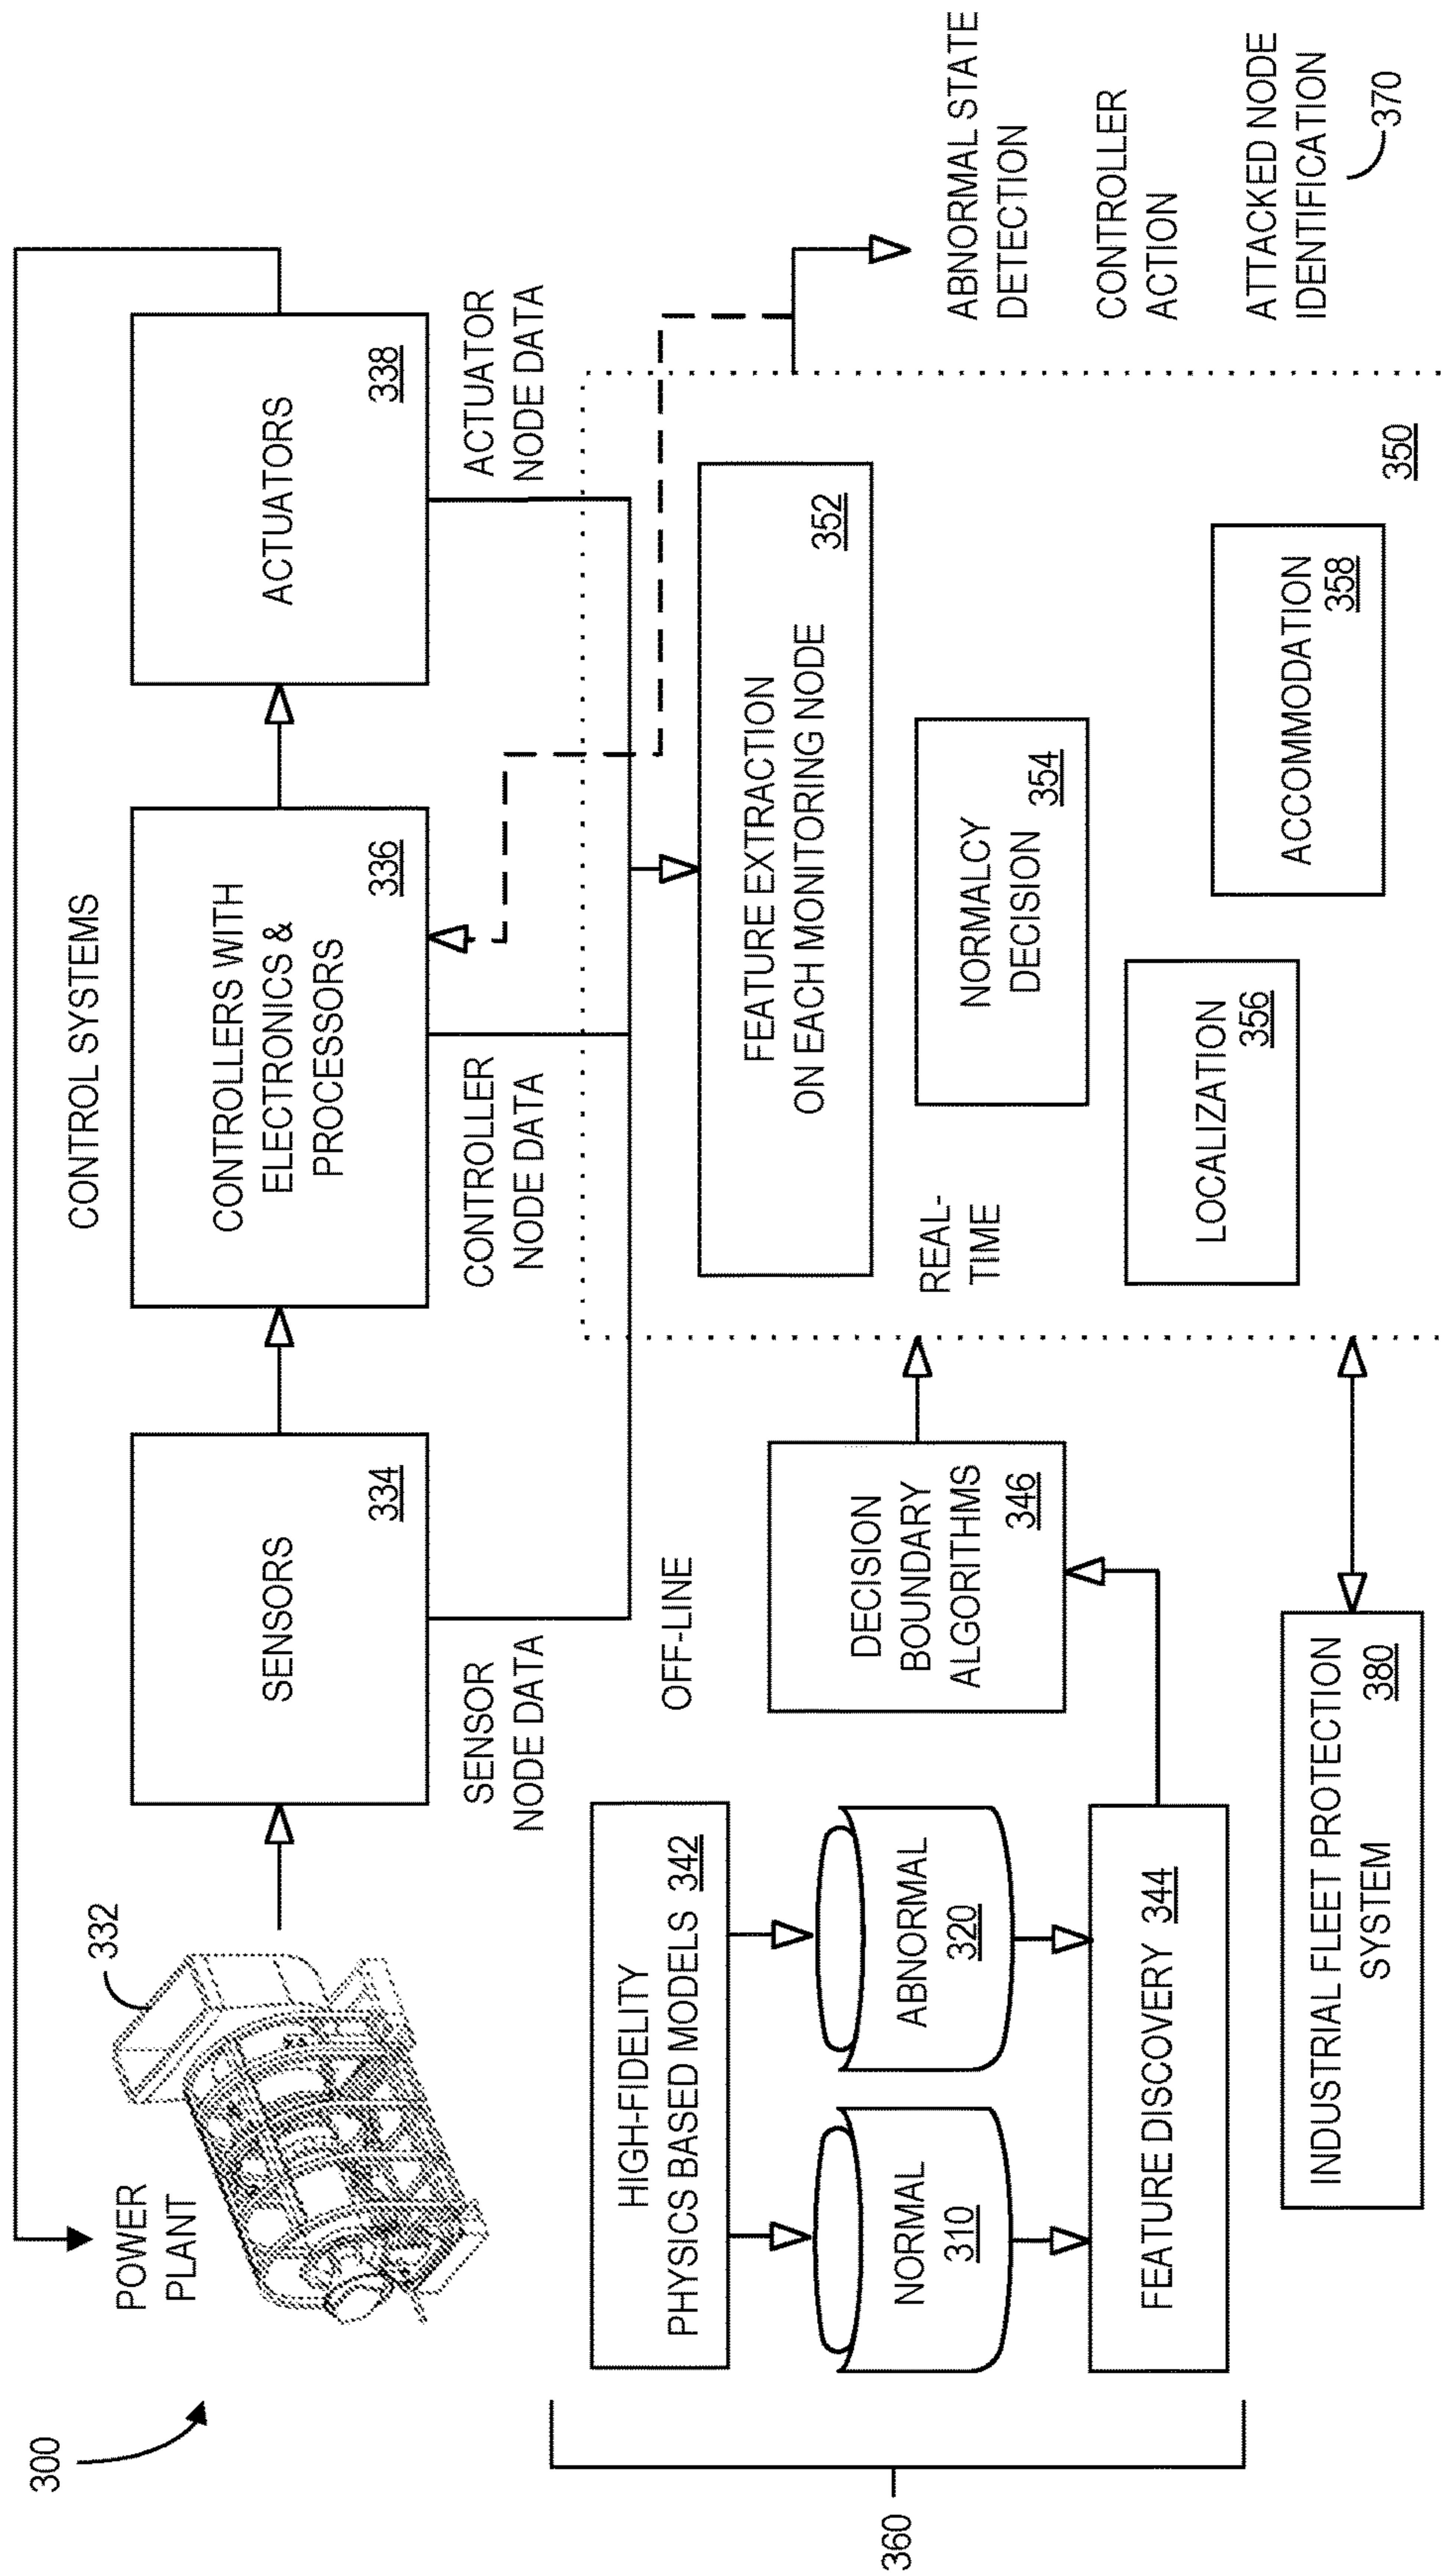 300
POWER
PLANT
332
CONTROL SYSTEMS
SENSORS
334
CONTROLLERS WITH
ELECTRONICS &
PROCESSORS
336
ACTUATORS
338
SENSOR
NODE DATA
CONTROLLER
NODE DATA
ACTUATOR
NODE DATA
360
HIGH-FIDELITY
PHYSICS BASED MODELS 342
NORMAL
310
ABNORMAL
320
FEATURE DISCOVERY 344
OFF-LINE
DECISION
BOUNDARY
ALGORITHMS
346
REAL-
TIME
FEATURE EXTRACTION
ON EACH MONITORING NODE
352
NORMALCY
DECISION
354
LOCALIZATION
356
ACCOMMODATION
358
350
ABNORMAL STATE
DETECTION
CONTROLLER
ACTION
ATTACKED NODE
IDENTIFICATION
370
INDUSTRIAL FLEET PROTECTION
SYSTEM
380